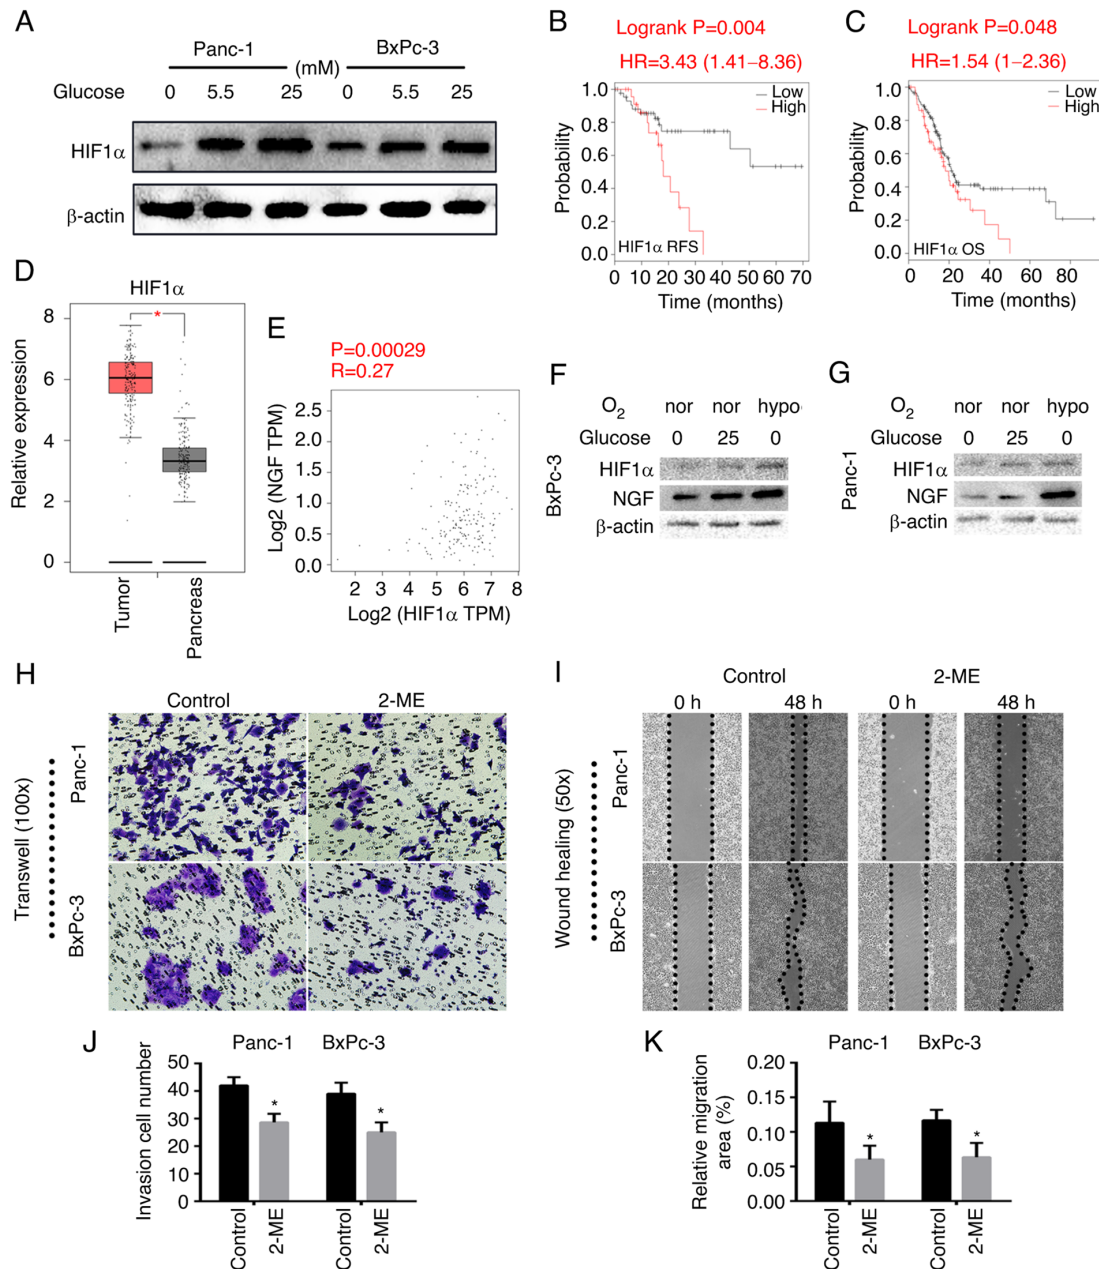 A
Panc-1
BxPc-3
(mM)
Glucose 0 5.5 25 0 5.5 25
HIF1α
β-actin
B
Logrank P=0.004
HR=3.43 (1.41–8.36)
Low
High
Probability
1.0
0.8
0.6
0.4
0.2
0.0
HIF1α RFS
0 10 20 30 40 50 60 70
Time (months)
C
Logrank P=0.048
HR=1.54 (1–2.36)
Low
High
Probability
1.0
0.8
0.6
0.4
0.2
0.0
HIF1α OS
0 20 40 60 80
Time (months)
D
HIF1α
*
Relative expression
8
6
4
2
0
Tumor
Pancreas
E
P=0.00029
R=0.27
Log2 (NGF TPM)
2.5
2.0
1.5
1.0
0.5
0.0
2 3 4 5 6 7 8
Log2 (HIF1α TPM)
F
O2 nor nor hypo
Glucose 0 25 0
BxPc-3
HIF1α
NGF
β-actin
G
O2 nor nor hypo
Glucose 0 25 0
Panc-1
HIF1α
NGF
β-actin
H
Control 2-ME
Transwell (100x)
Panc-1
BxPc-3
I
Control 2-ME
0 h 48 h 0 h 48 h
Wound healing (50x)
Panc-1
BxPc-3
J
Panc-1 BxPc-3
Invasion cell number
50
40
30
20
10
0
*
*
Control
2-ME
Control
2-ME
K
Panc-1 BxPc-3
Relative migration
area (%)
0.20
0.15
0.10
0.05
0.00
*
*
Control
2-ME
Control
2-ME